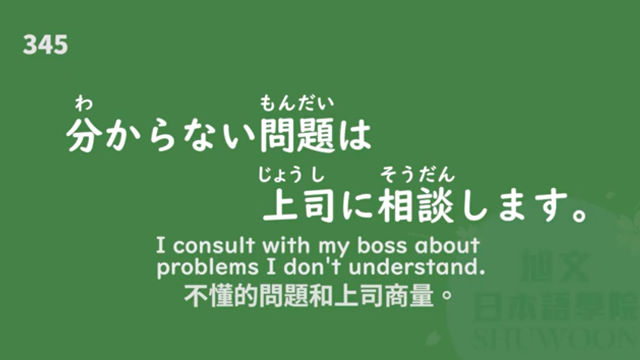 345
わ もんだい
分からない問題は
じょうし そうだん
上司に相談します。
I consult with my boss about
problems I don't understand.
不懂的問題和上司商量。
旭文
日本語學院
SHUWOON